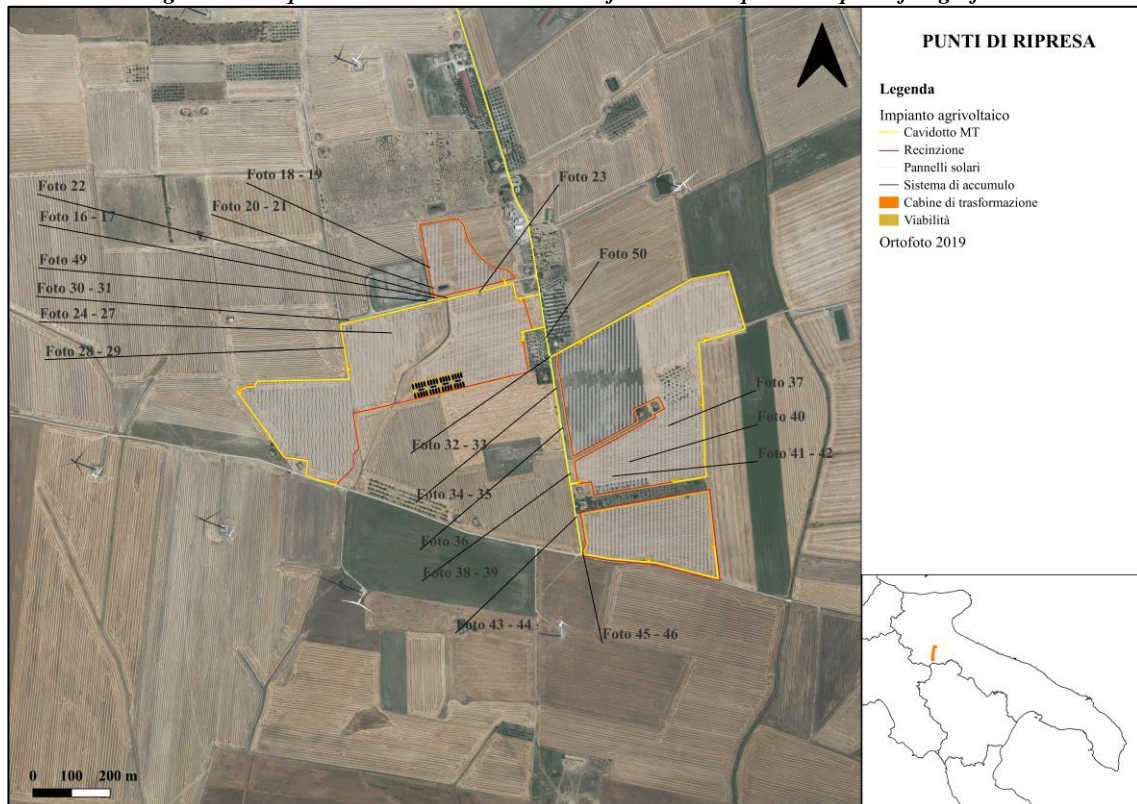 PUNTI DI RIPRESA
Legenda
Impianto agrivoltaico
Cavidotto MT
Recinzione
Pannelli solari
Sistema di accumulo
Cabine di trasformazione
Viabilità
Ortofoto 2019
Foto 18 - 19
Foto 23
Foto 22
Foto 20 - 21
Foto 16 - 17
Foto 49
Foto 50
Foto 30 - 31
Foto 24 - 27
Foto 28 - 29
Foto 37
Foto 40
Foto 32 - 33
Foto 41 - 42
Foto 34 - 35
Foto 36
Foto 38 - 39
Foto 43 - 44
Foto 45 - 46
0 100 200 m